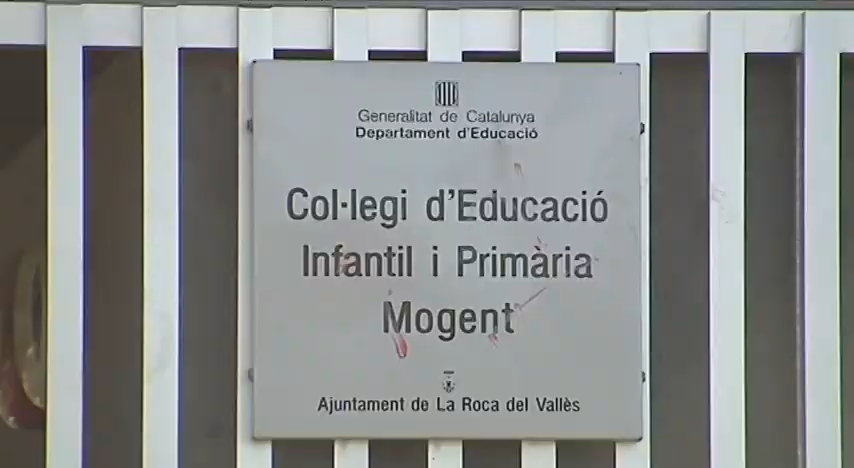 Generalitat de Catalunya
Departament d'Educació
Col·legi d'Educació
Infantil i Primària
Mogent
Ajuntament de La Roca del Vallès